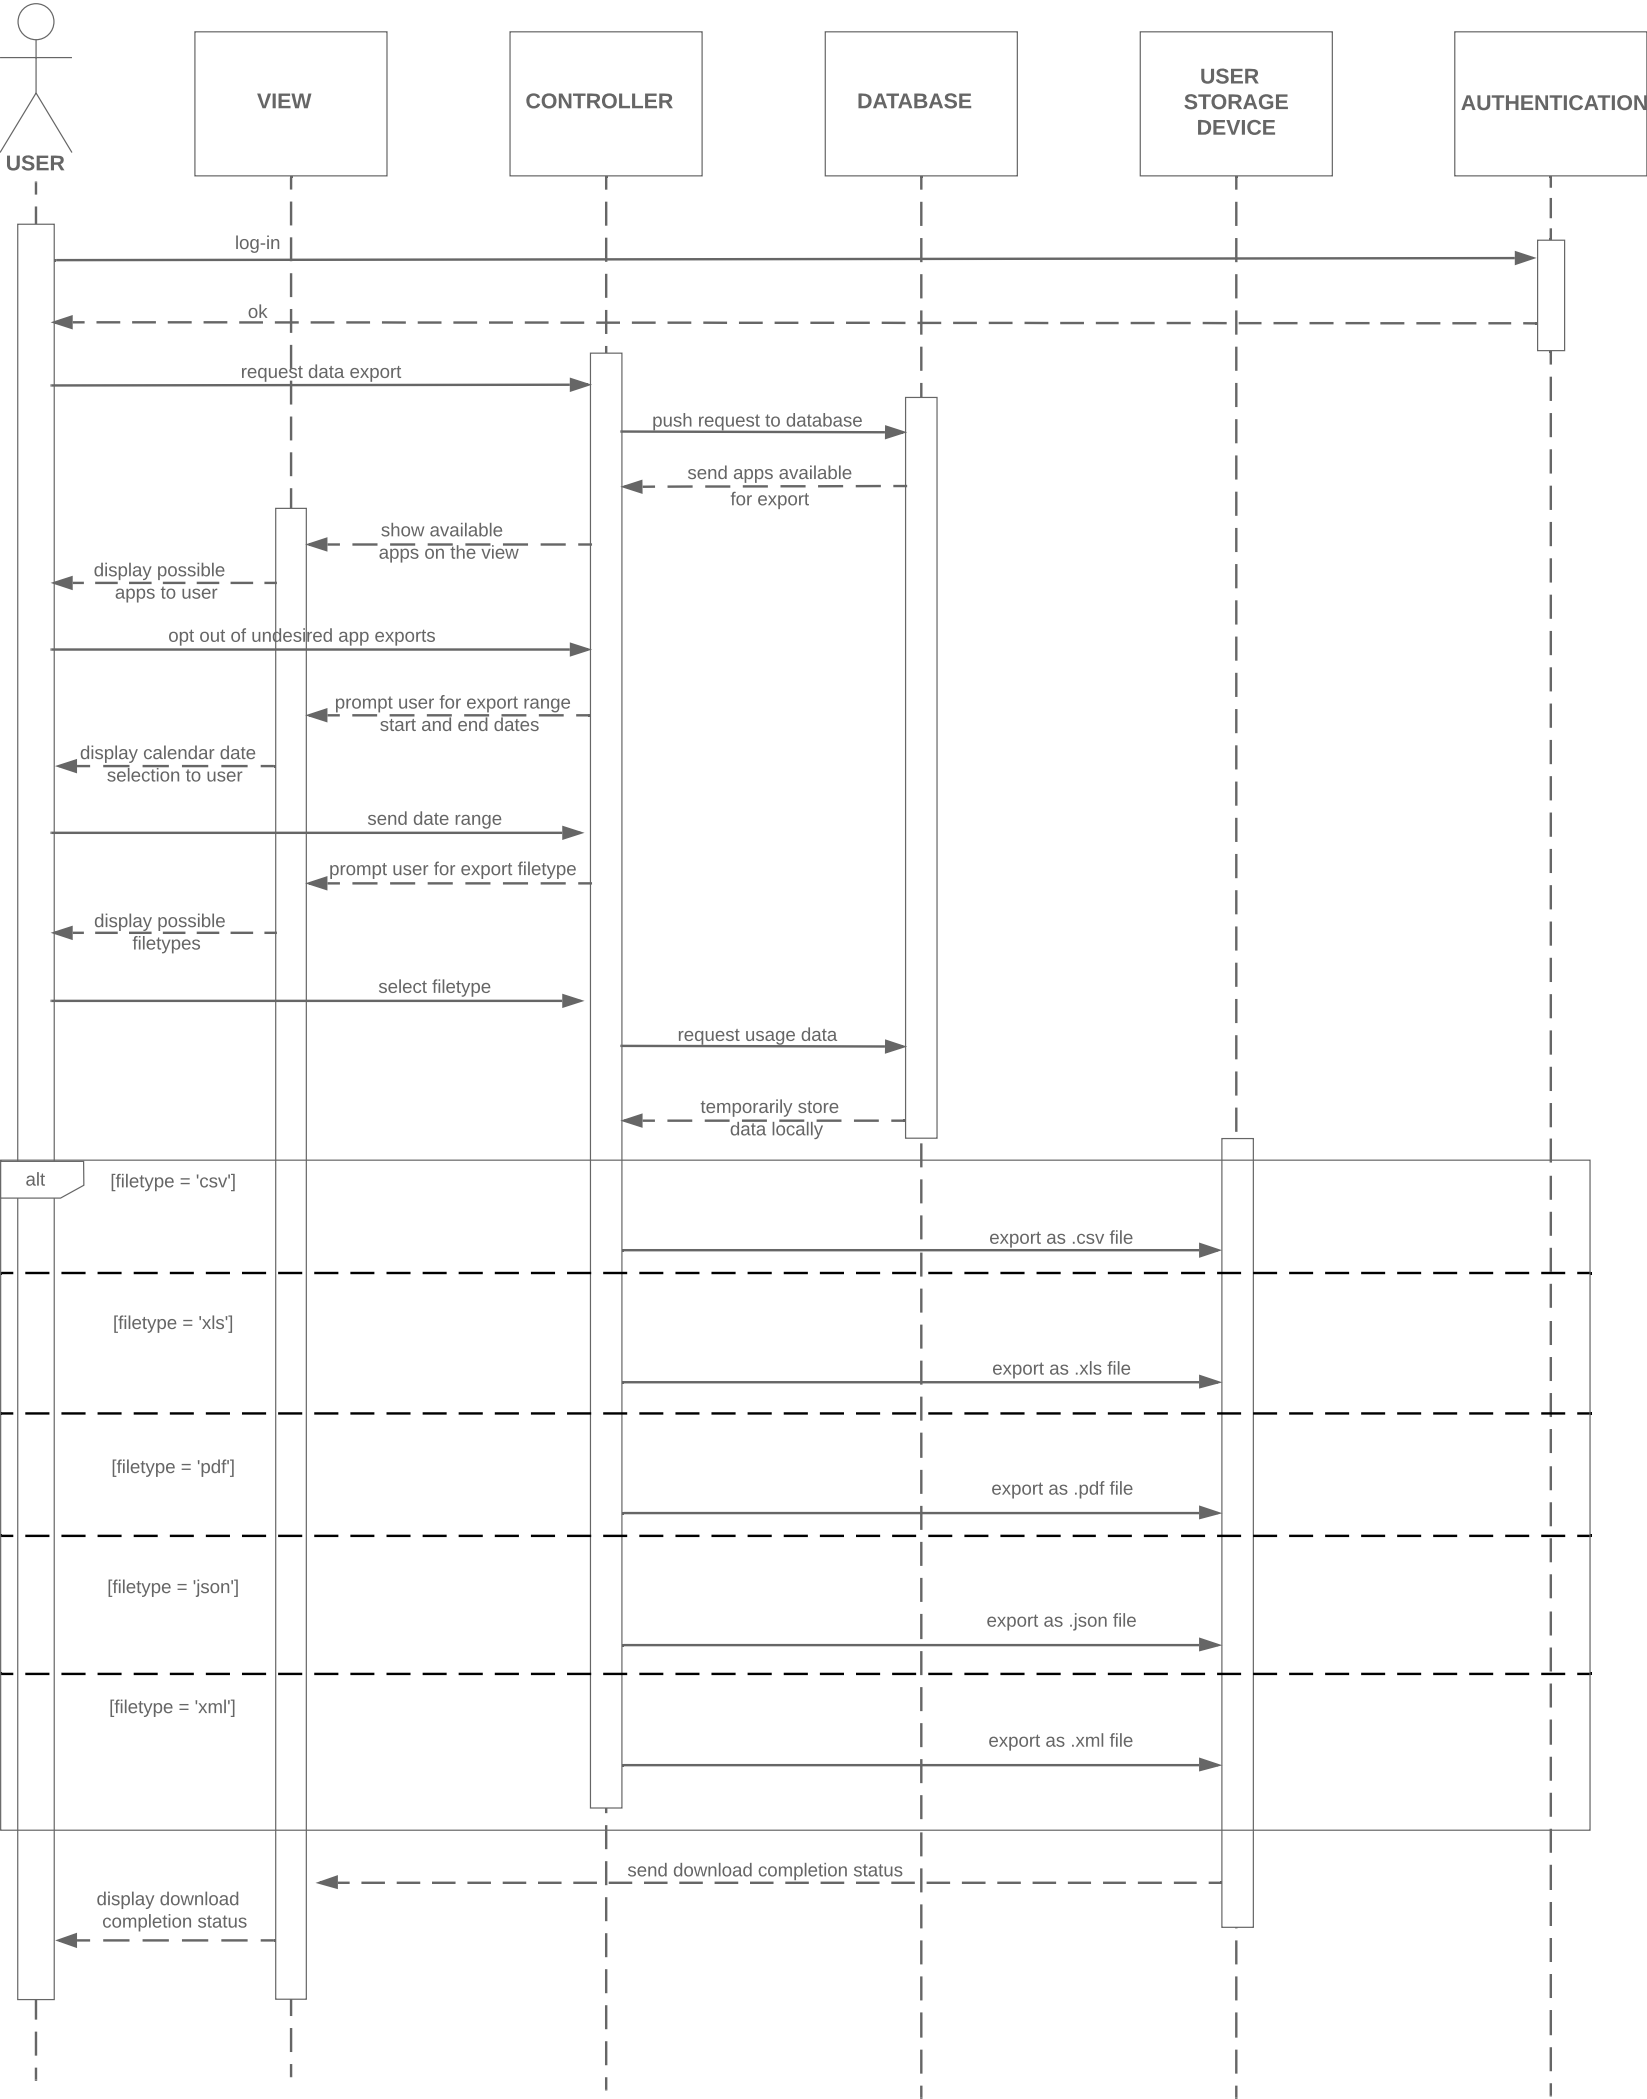 USER
VIEW
CONTROLLER
DATABASE
USER
STORAGE
DEVICE
AUTHENTICATION
log-in
ok
request data export
push request to database
send apps available
for export
show available
apps on the view
display possible
apps to user
opt out of undesired app exports
prompt user for export range
start and end dates
display calendar date
selection to user
send date range
prompt user for export filetype
display possible
filetypes
select filetype
request usage data
temporarily store
data locally
alt
[filetype = 'csv']
export as .csv file
[filetype = 'xls']
export as .xls file
[filetype = 'pdf']
export as .pdf file
[filetype = 'json']
export as .json file
[filetype = 'xml']
export as .xml file
send download completion status
display download
completion status